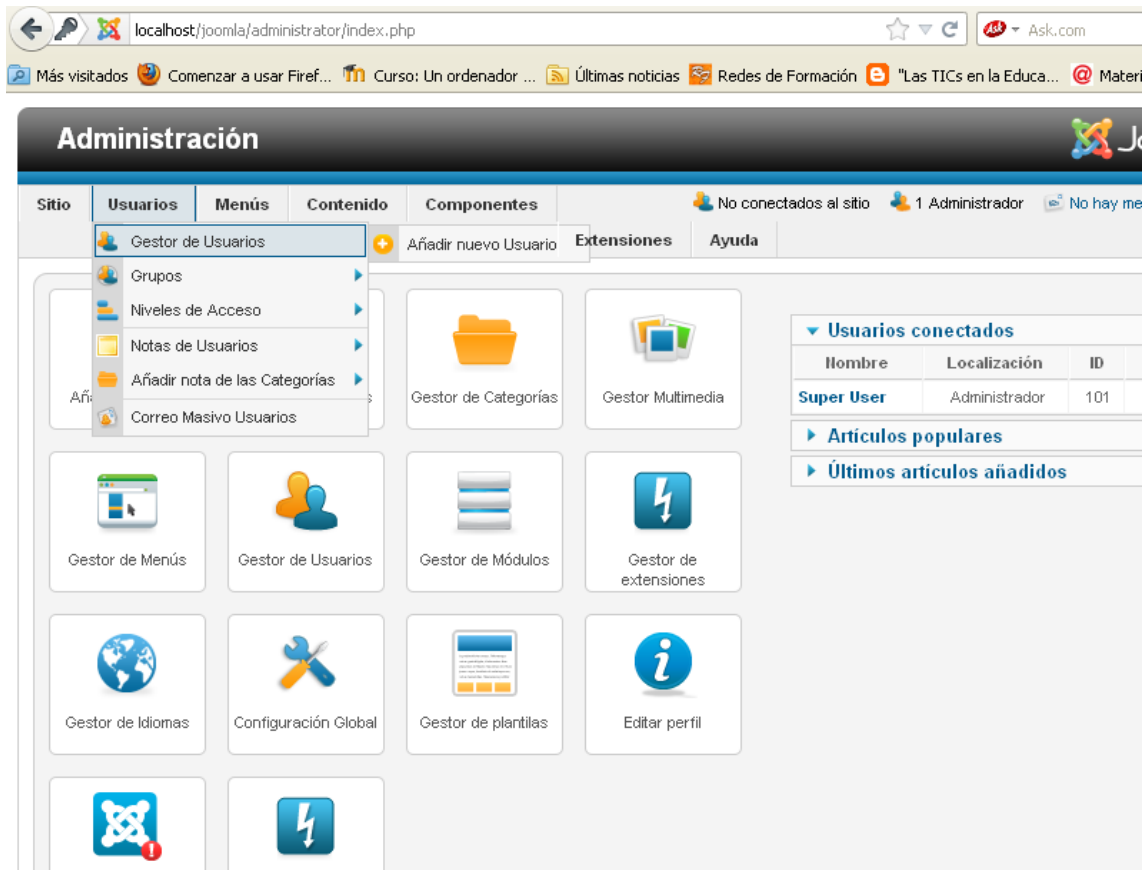 localhost/joomla/administrator/index.php
Ask.com
Más visitados Comenzar a usar Firef... Curso: Un ordenador ... Últimas noticias Redes de Formación "Las TICs en la Educa... Materi
Administración
Sitio Usuarios Menús Contenido Componentes No conectados al sitio 1 Administrador No hay me
Extensiones Ayuda
Gestor de Usuarios Añadir nuevo Usuario
Grupos
Niveles de Acceso
Notas de Usuarios
Añadir nota de las Categorías
Correo Masivo Usuarios
Gestor de Categorías Gestor Multimedia
Usuarios conectados
Nombre Localización ID
Super User Administrador 101
Artículos populares
Últimos artículos añadidos
Gestor de Menús Gestor de Usuarios Gestor de Módulos Gestor de
extensiones
Gestor de Idiomas Configuración Global Gestor de plantilas Editar perfil